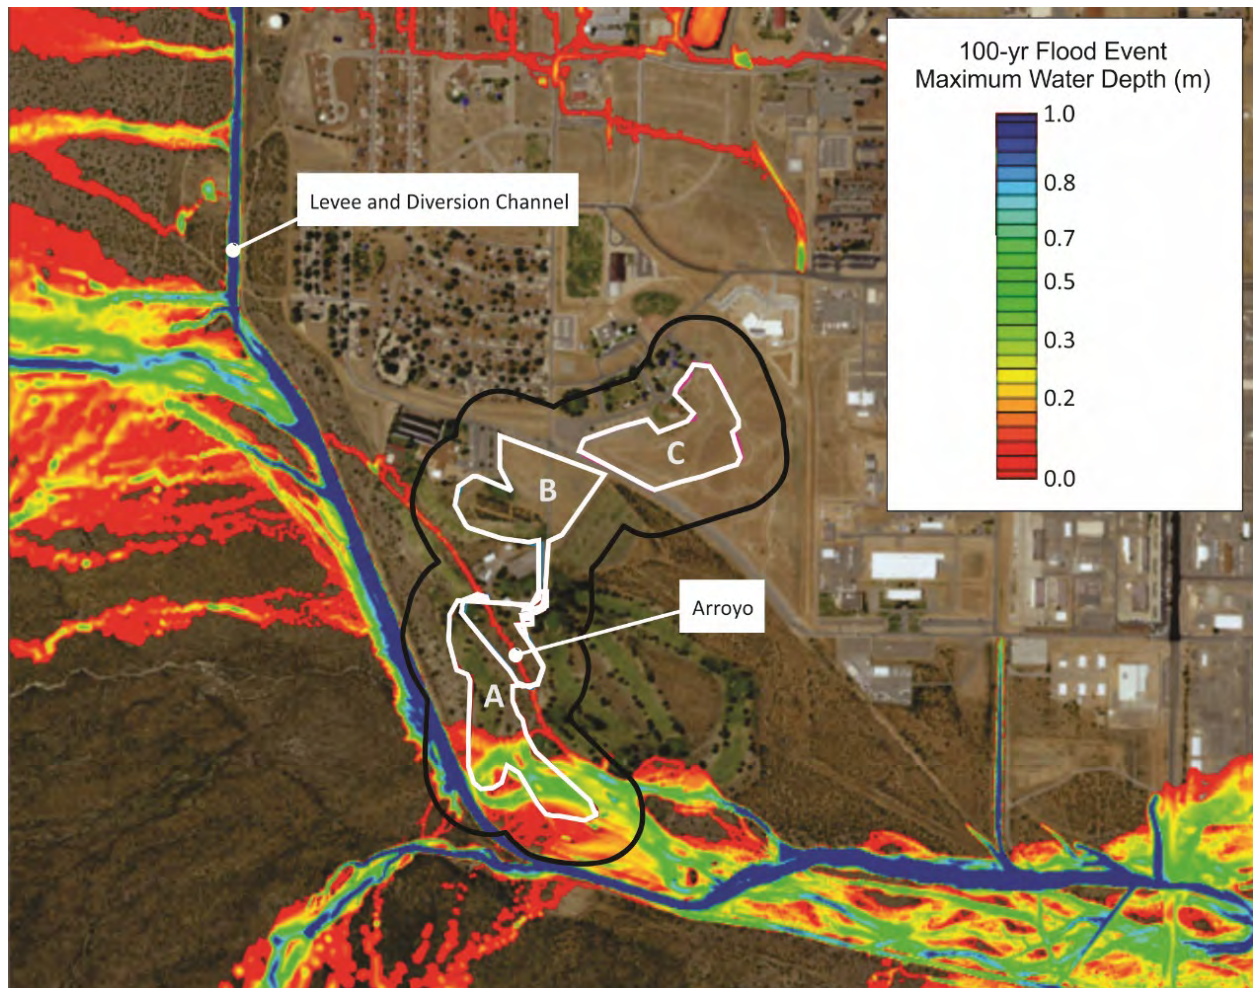 100-yr Flood Event
Maximum Water Depth (m)
1.0
0.8
0.7
0.5
0.3
0.2
0.0
Levee and Diversion Channel
C
B
Arroyo
A